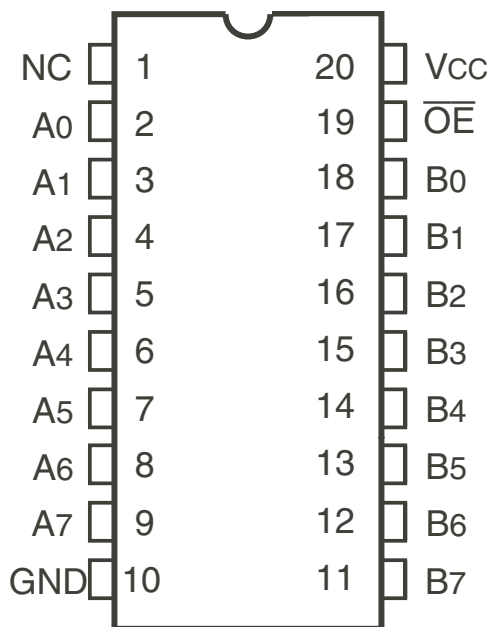 NC 1 20 VCC
A0 2 19 O̅E̅
A1 3 18 B0
A2 4 17 B1
A3 5 16 B2
A4 6 15 B3
A5 7 14 B4
A6 8 13 B5
A7 9 12 B6
GND 10 11 B7